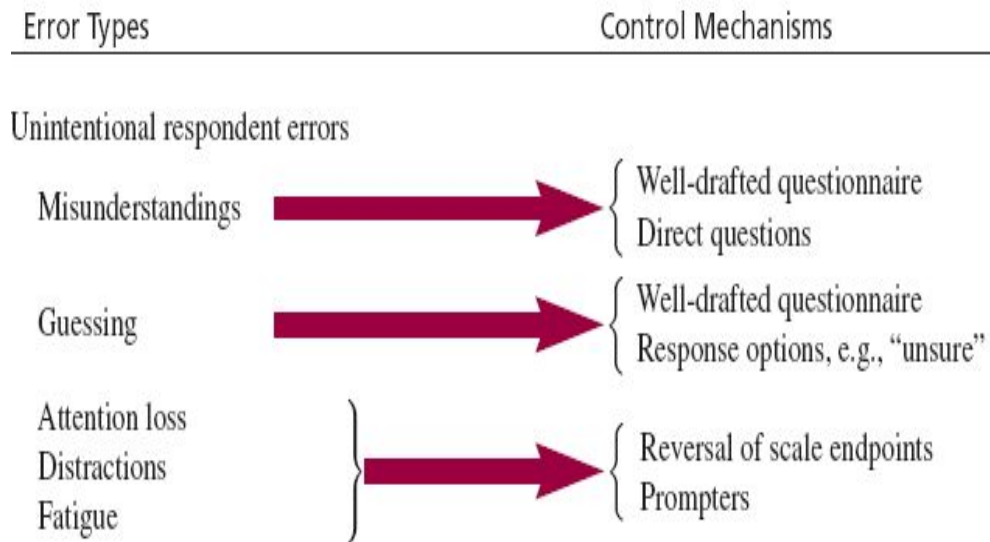 Error Types
Control Mechanisms
Unintentional respondent errors
Misunderstandings
Well-drafted questionnaire
Direct questions
Guessing
Well-drafted questionnaire
Response options, e.g., “unsure”
Attention loss
Distractions
Fatigue
Reversal of scale endpoints
Prompters